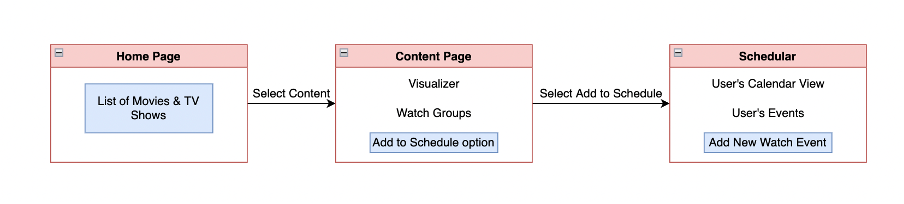 Home Page
List of Movies & TV
Shows
Select Content
Content Page
Visualizer
Watch Groups
Add to Schedule option
Select Add to Schedule
Schedular
User's Calendar View
User's Events
Add New Watch Event